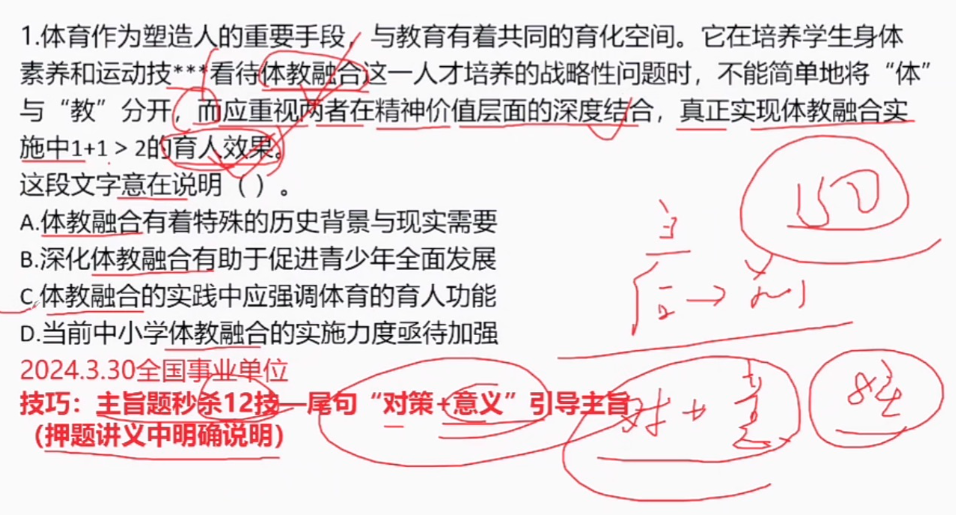 1.体育作为塑造人的重要手段，与教育有着共同的育化空间。它在培养学生身体
素养和运动技***看待体教融合这一人才培养的战略性问题时，不能简单地将“体”
与“教”分开，而应重视两者在精神价值层面的深度结合，真正实现体教融合实
施中1+1＞2的育人效果。
这段文字意在说明（ ）。
A.体教融合有着特殊的历史背景与现实需要
B.深化体教融合有助于促进青少年全面发展
C.体教融合的实践中应强调体育的育人功能
D.当前中小学体教融合的实施力度亟待加强
2024.3.30全国事业单位
技巧：主旨题秒杀12技—尾句“对策+意义”引导主旨
（押题讲义中明确说明）
150
对+意